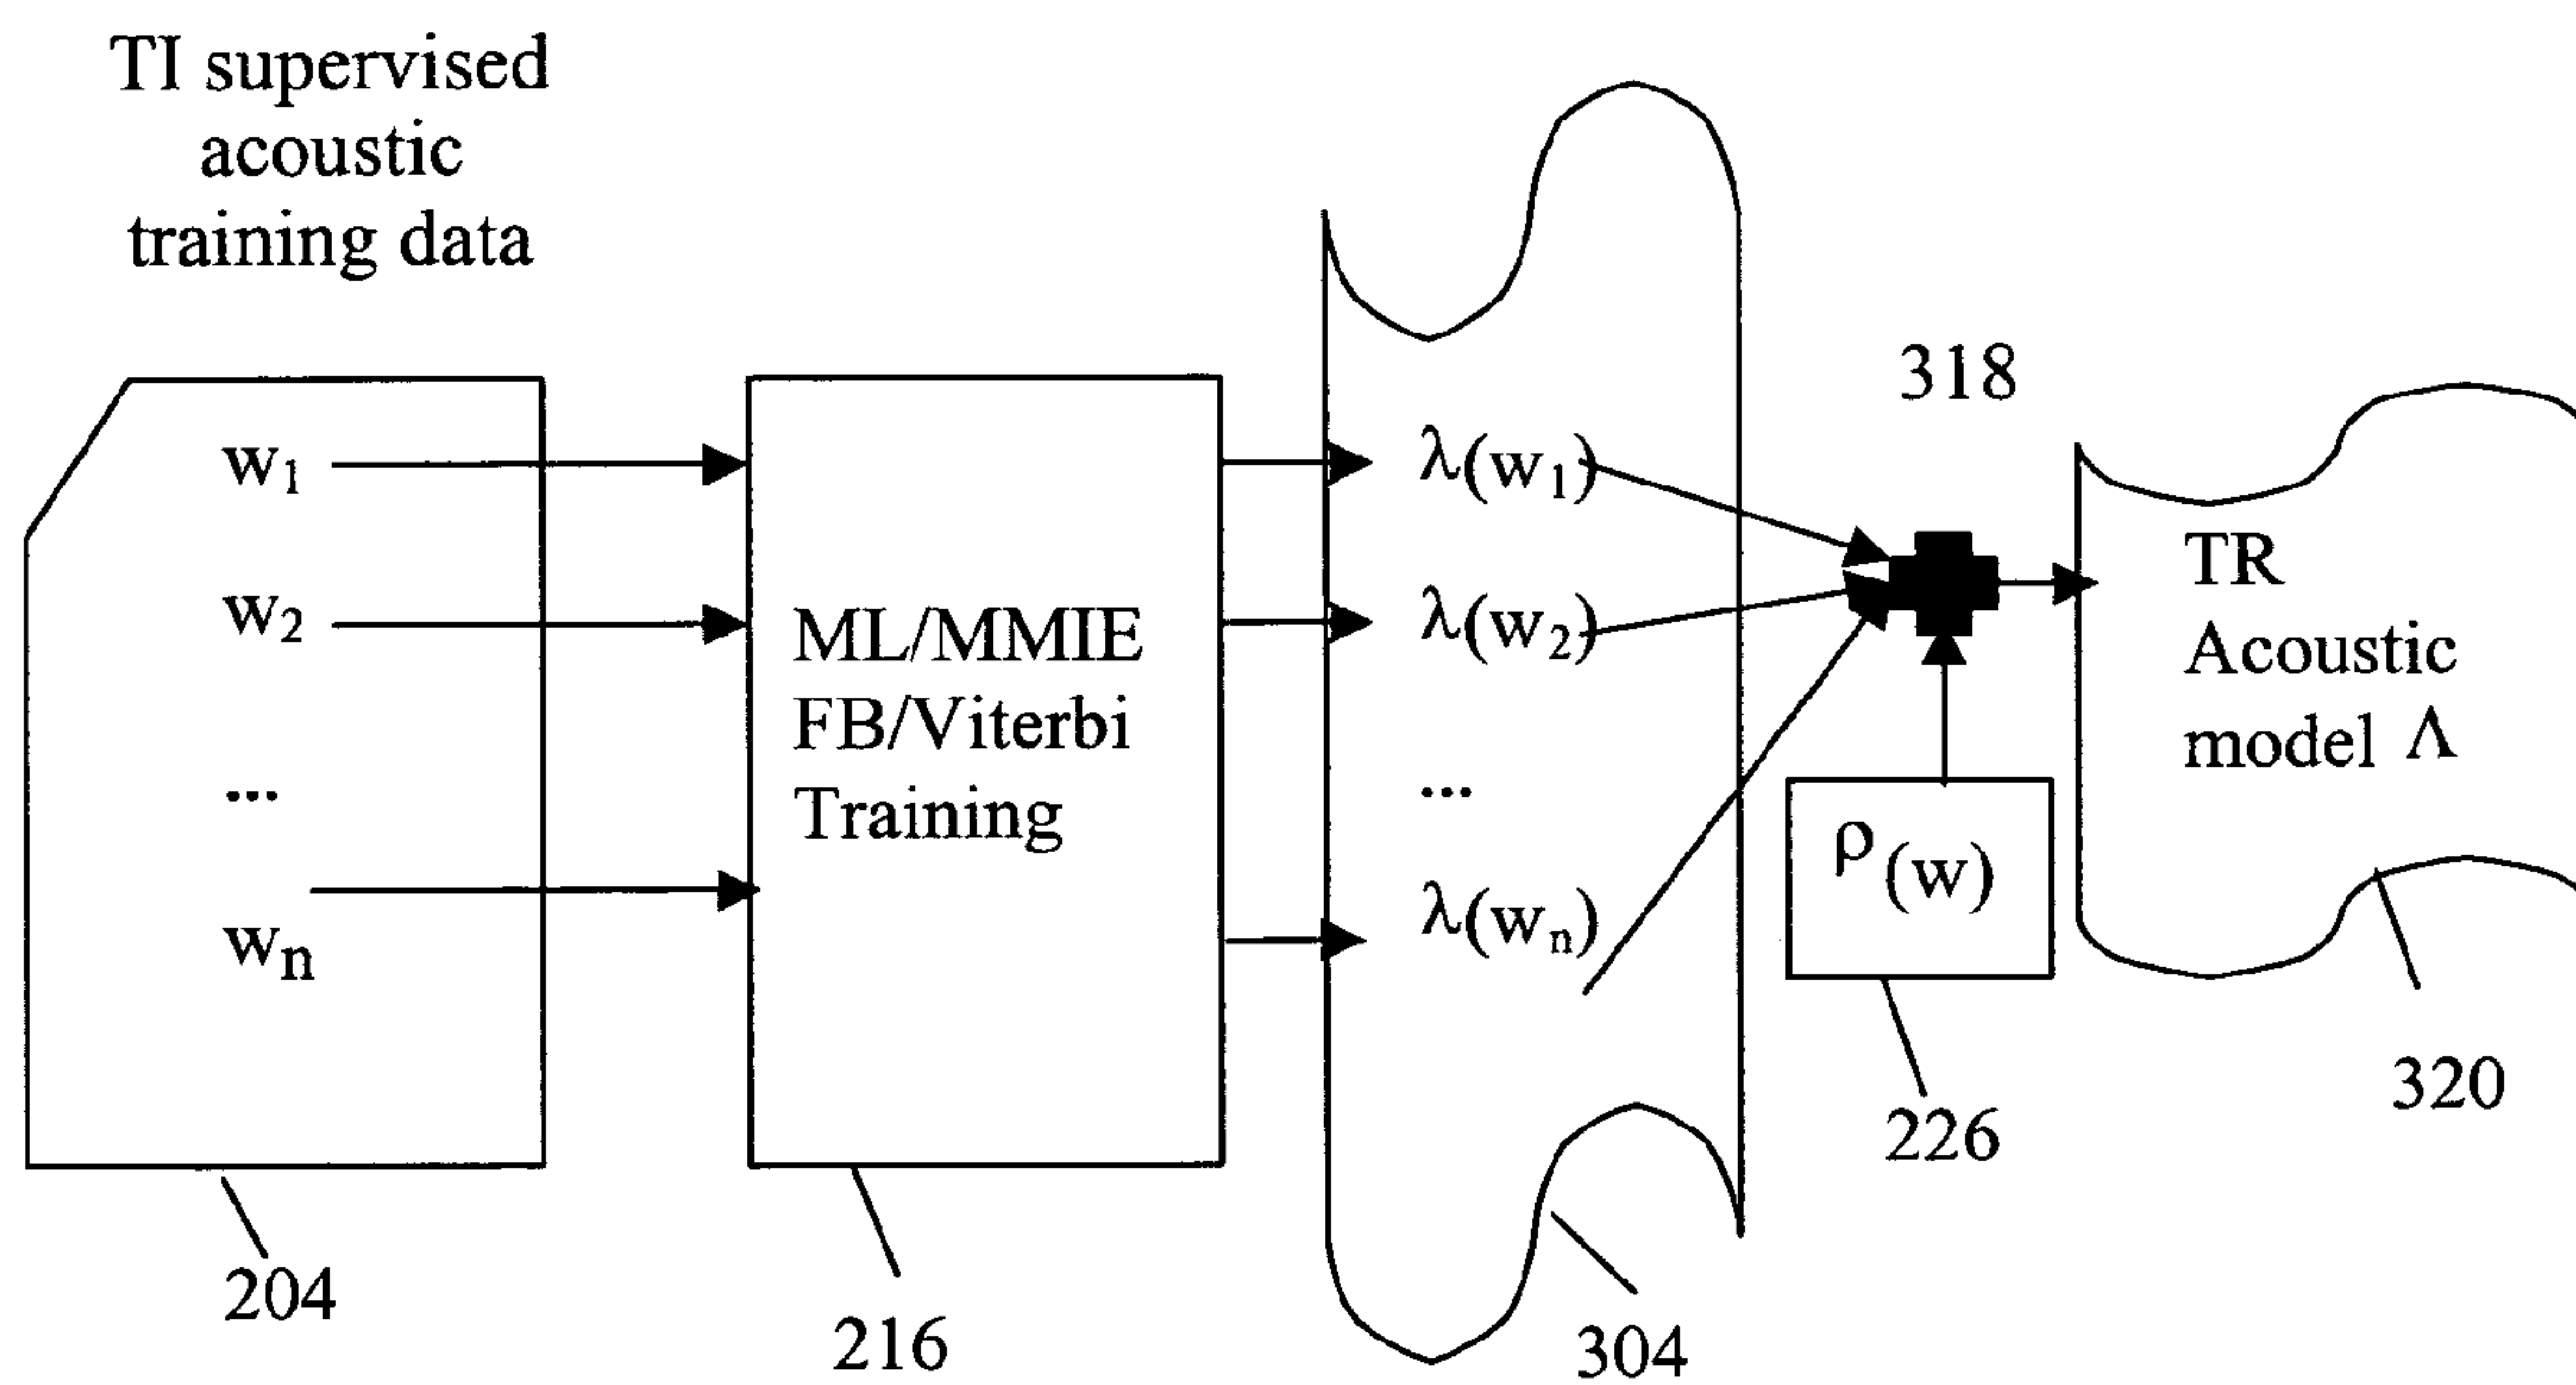 TI supervised
acoustic
training data
w1
w2
...
wn
204
ML/MMIE
FB/Viterbi
Training
216
λ(w1)
λ(w2)
...
λ(wn)
304
318
ρ(w)
226
TR
Acoustic
model Λ
320